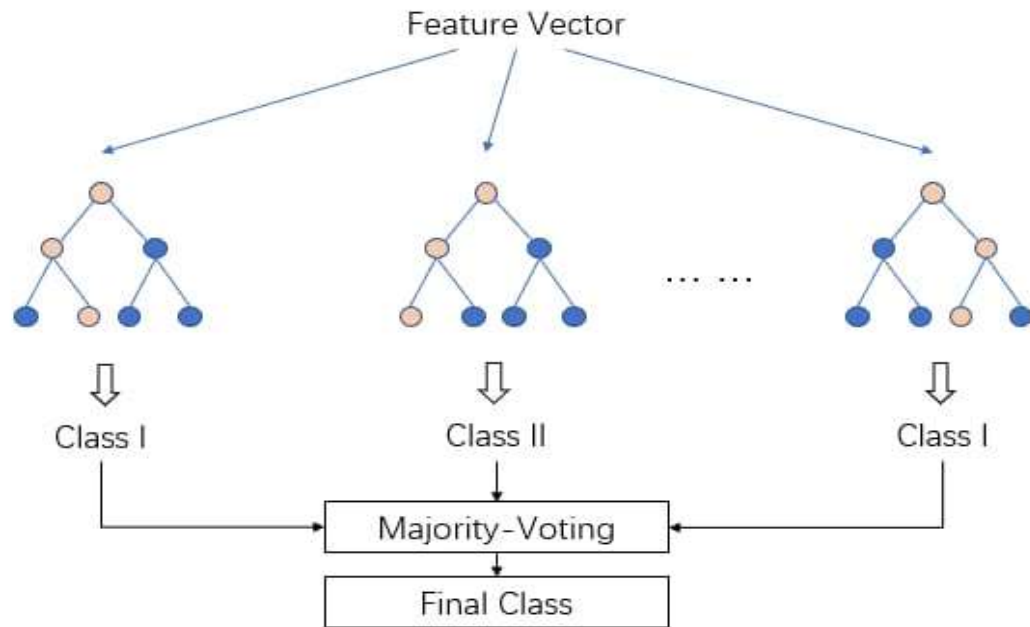 Feature Vector
... ...
Class I
Class II
Class I
Majority-Voting
Final Class